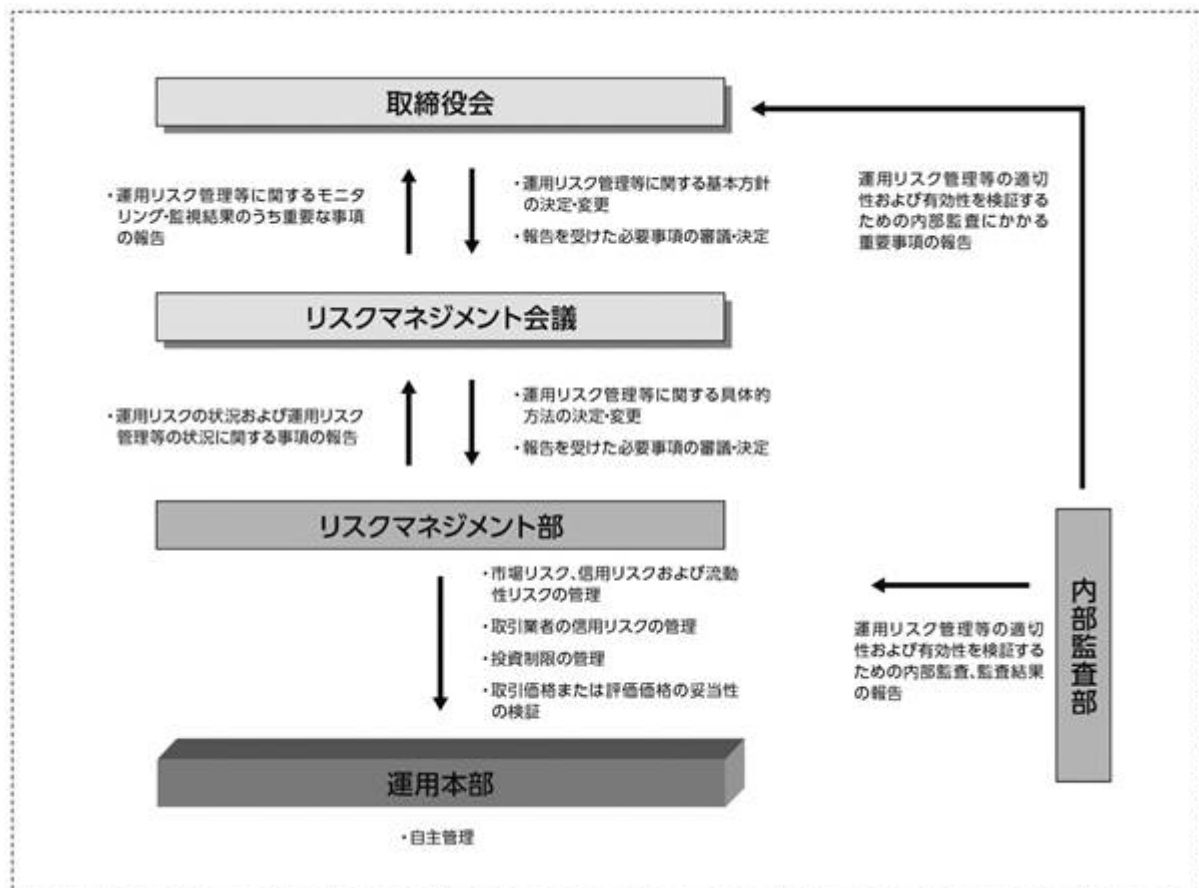 取締役会
・運用リスク管理等に関するモニタ
リング・監視結果のうち重要な事項
の報告
・運用リスク管理等に関する基本方針
の決定・変更
・報告を受けた必要事項の審議・決定
運用リスク管理等の適切
性および有効性を検証する
ための内部監査にかかる
重要事項の報告
リスクマネジメント会議
・運用リスクの状況および運用リスク
管理等の状況に関する事項の報告
・運用リスク管理等に関する具体的
方法の決定・変更
・報告を受けた必要事項の審議・決定
リスクマネジメント部
・市場リスク、信用リスクおよび流動
性リスクの管理
・取引業者の信用リスクの管理
・投資制限の管理
・取引価格または評価価格の妥当性
の検証
運用リスク管理等の適切
性および有効性を検証する
ための内部監査、監査結果
の報告
内部監査部
運用本部
・自主管理